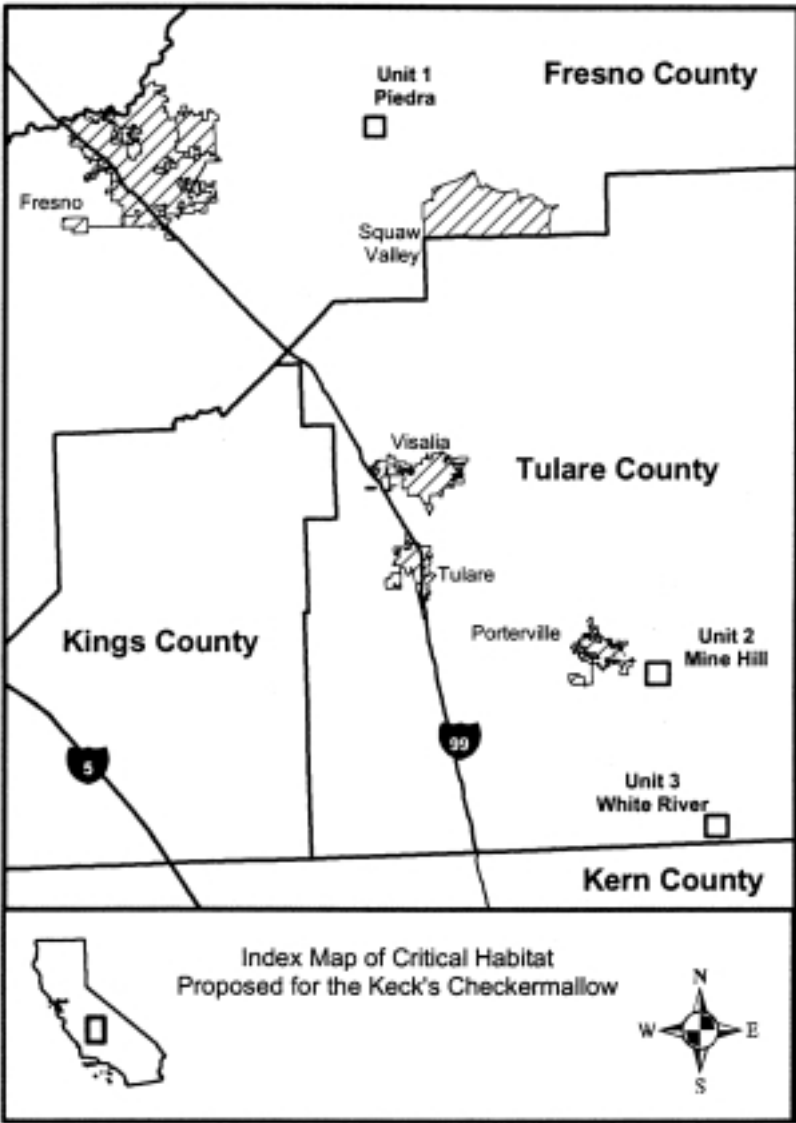 Unit 1
Piedra
Fresno County
Fresno
Squaw
Valley
Visalia
Tulare County
Tulare
Kings County
Porterville
Unit 2
Mine Hill
5
99
Unit 3
White River
Kern County
Index Map of Critical Habitat
Proposed for the Keck's Checkermallow
N
W
E
S